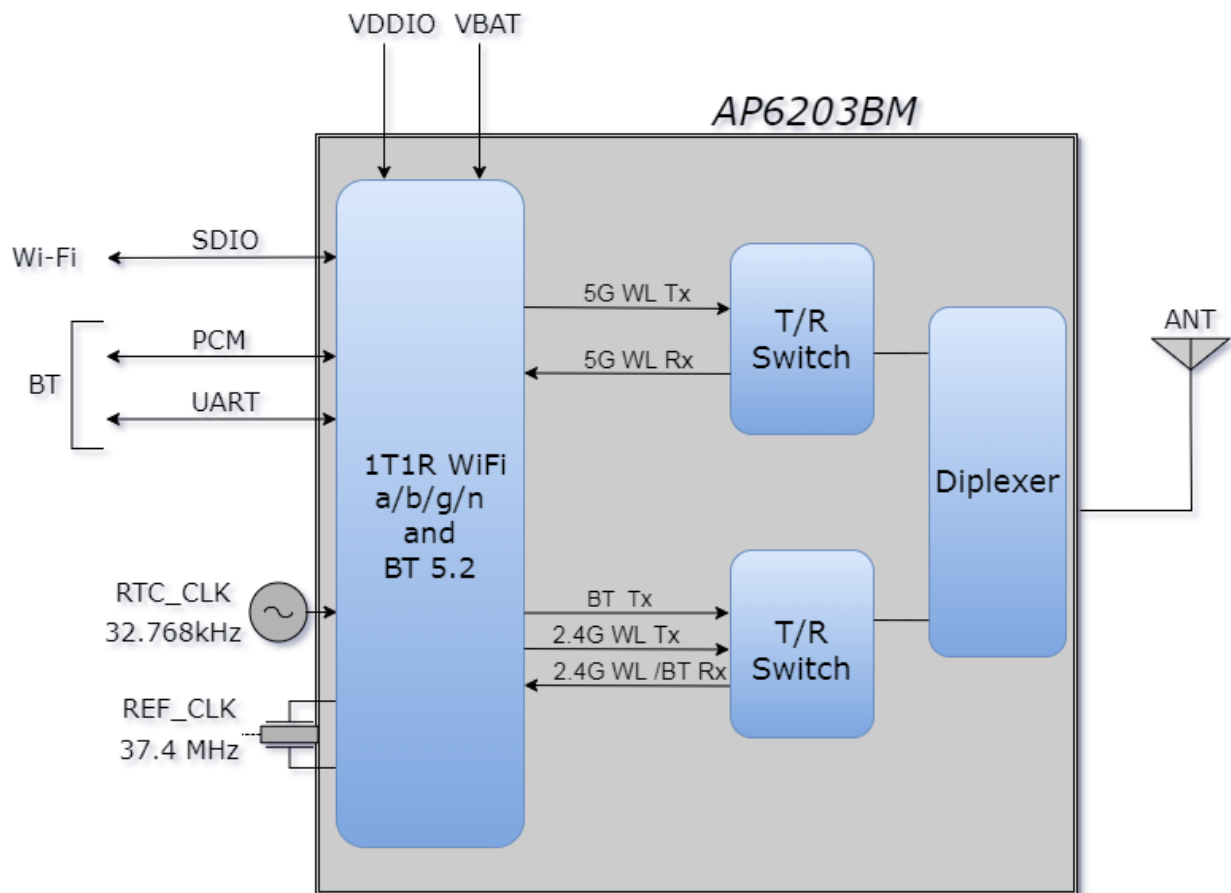 VDDIO VBAT
AP6203BM
Wi-Fi SDIO
BT
PCM
UART
1T1R WiFi
a/b/g/n
and
BT 5.2
RTC_CLK
32.768kHz
REF_CLK
37.4 MHz
5G WL Tx
5G WL Rx
T/R
Switch
BT Tx
2.4G WL Tx
2.4G WL /BT Rx
T/R
Switch
Diplexer
ANT